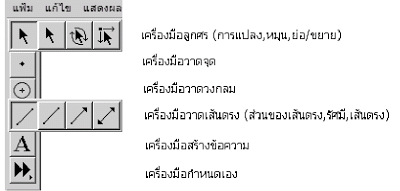 แฟ้ม แก้ไข แสดงผล
เครื่องมือลูกศร (การแปลง,หมุน,ย่อ/ขยาย)
เครื่องมือวาดจุด
เครื่องมือวาดวงกลม
เครื่องมือวาดเส้นตรง (ส่วนของเส้นตรง,รัศมี,เส้นตรง)
A เครื่องมือสร้างข้อความ
เครื่องมือกำหนดเอง